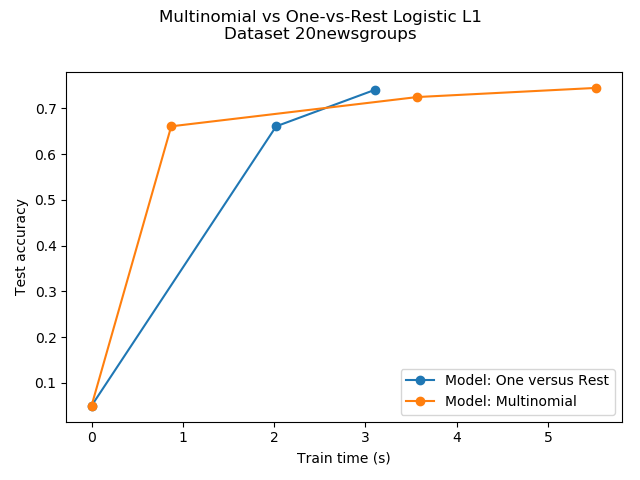 Multinomial vs One-vs-Rest Logistic L1
Dataset 20newsgroups
0.7
0.6
0.5
0.4
0.3
0.2
0.1
Test accuracy
Model: One versus Rest
Model: Multinomial
0 1 2 3 4 5
Train time (s)